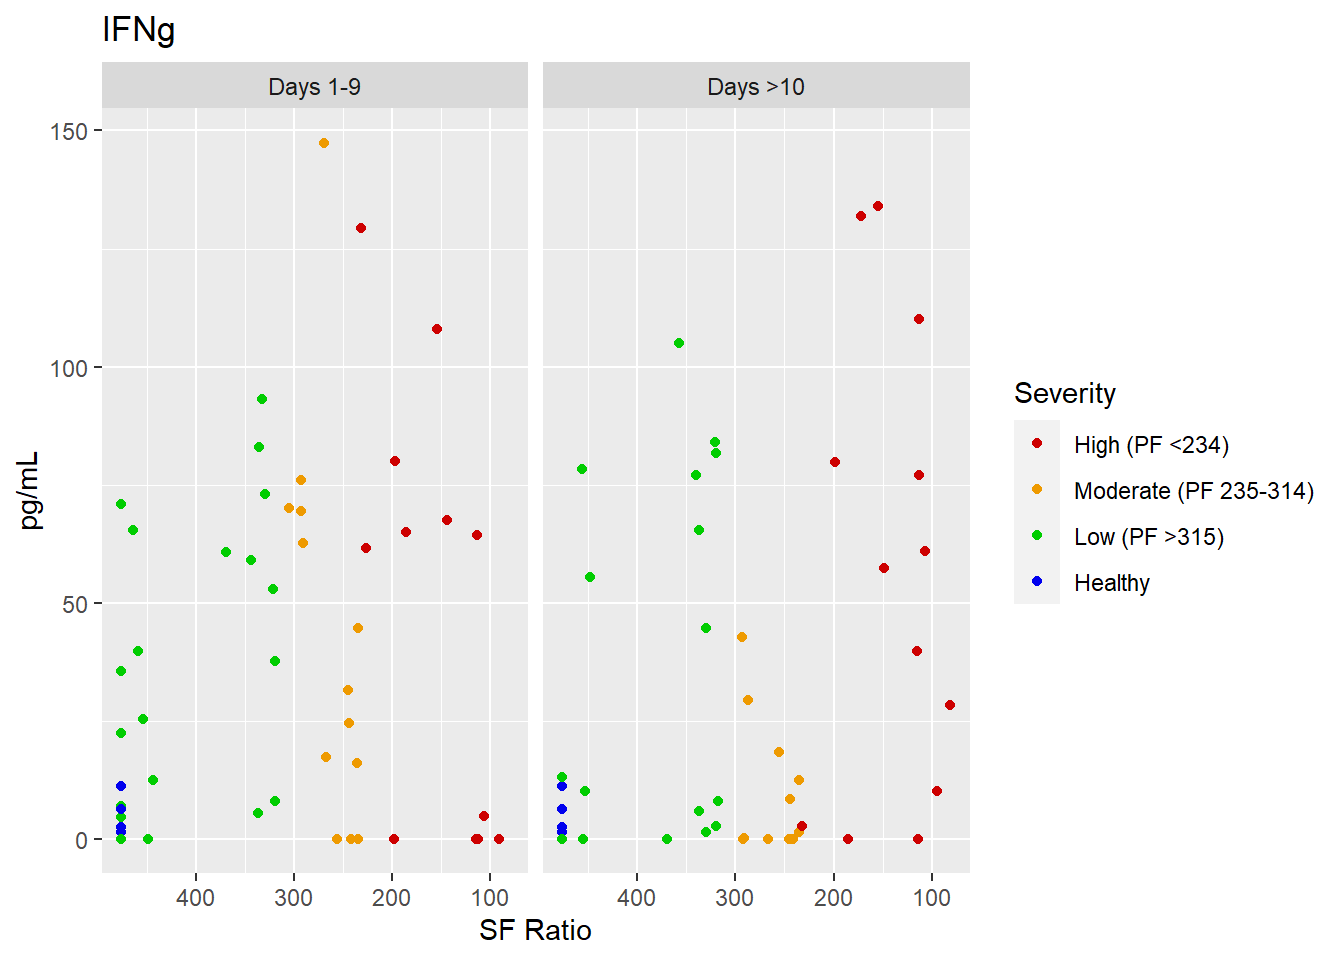 IFNg
Days 1-9
Days >10
150
100
50
0
pg/mL
400
300
200
100
400
300
200
100
SF Ratio
Severity
High (PF <234)
Moderate (PF 235-314)
Low (PF >315)
Healthy